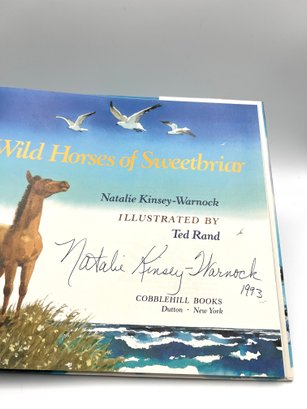 Wild Horses of Sweetbriar
Natalie Kinsey-Warnock
ILLUSTRATED BY
Ted Rand
Natalie Kinsey-Warnock
1993
COBBLEHILL BOOKS
Dutton · New York